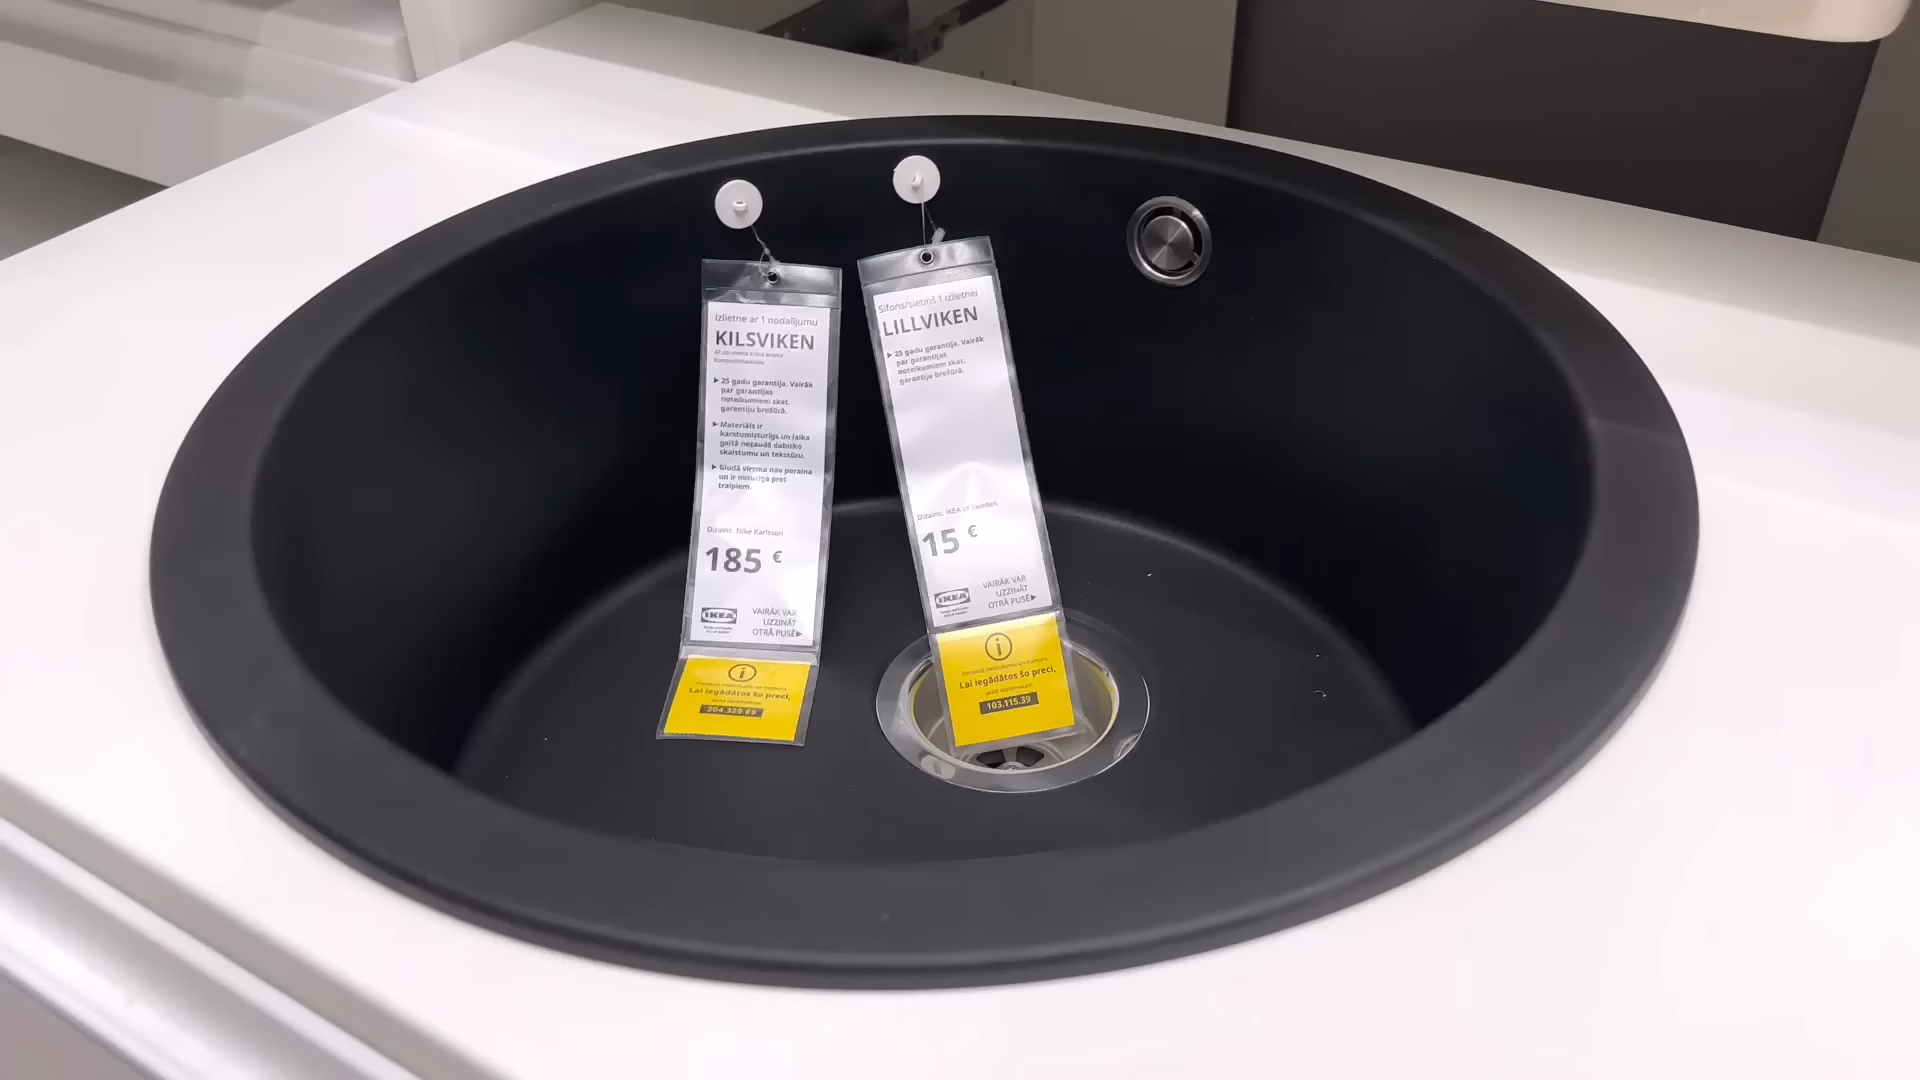 Izlietne ar 1 nodalījumu
KILSVIKEN
▶ 25 gadu garantija. Vairāk
par garantijas
noteikumiem skat.
garantiju brošūrā.
▶ Materiāls ir
karstumizturīgs un laika
gaitā nezaudē dabisko
skaistumu un tekstūru.
▶ Gludā virsma nav poraina
un ir noturīga pret
traipiem.
Dizains: Nike Karlsson
185 €
IKEA
VAIRĀK VAR
UZZINĀT
OTRĀ PUSĒ▶
Lai iegādātos šo preci,
Sifons/sietiņš 1 izlietnei
LILLVIKEN
▶ 25 gadu garantija. Vairāk
par garantijas
noteikumiem skat.
garantiju brošūrā.
Dizains: IKEA of Sweden
15 €
IKEA
VAIRĀK VAR
UZZINĀT
OTRĀ PUSĒ▶
Lai iegādātos šo preci,
103.115.39